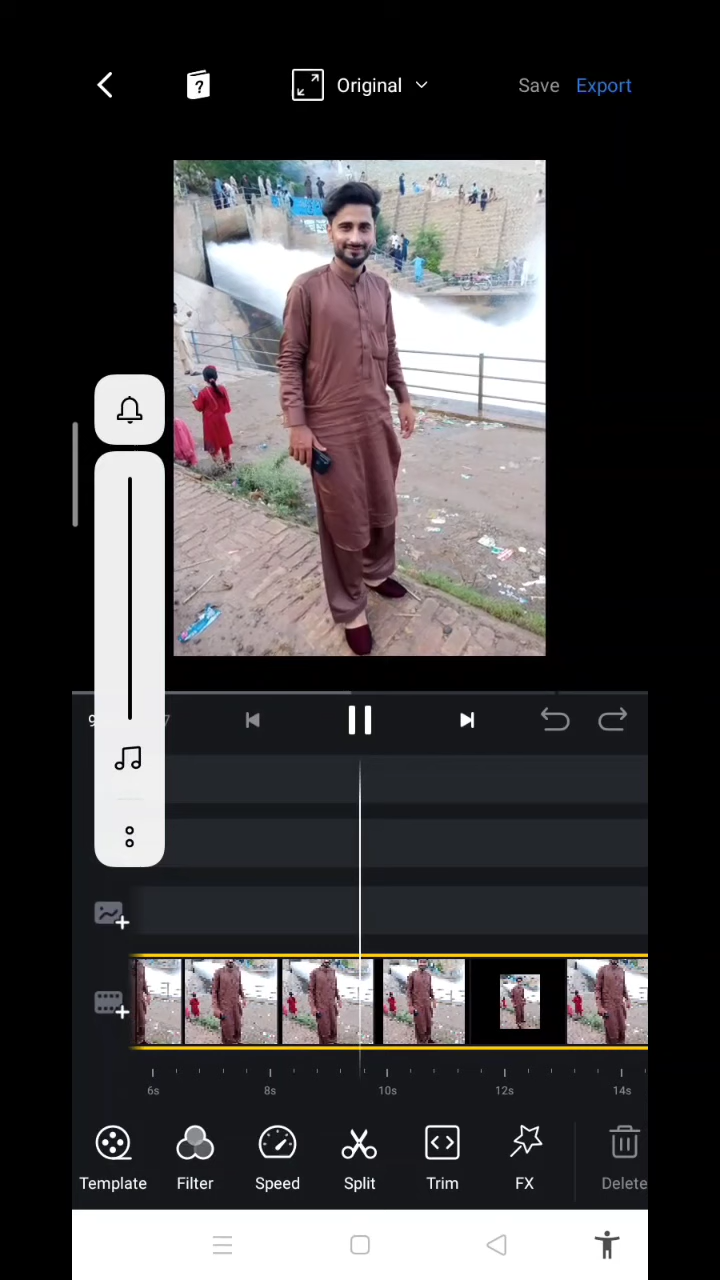 Original
Save
Export
6s
8s
10s
12s
14s
Template
Filter
Speed
Split
Trim
FX
Delete